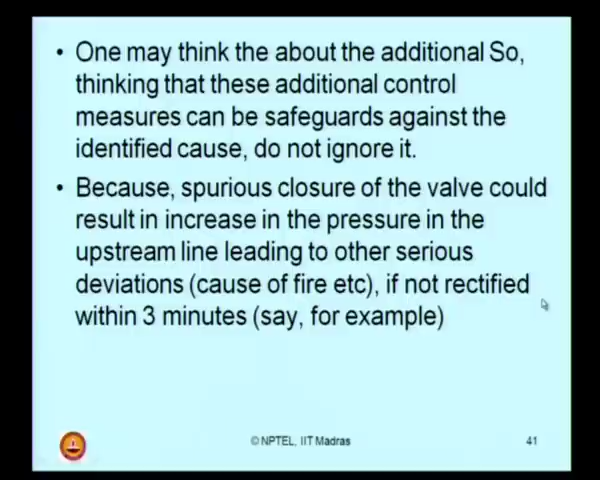 • One may think the about the additional So,
thinking that these additional control
measures can be safeguards against the
identified cause, do not ignore it.
• Because, spurious closure of the valve could
result in increase in the pressure in the
upstream line leading to other serious
deviations (cause of fire etc), if not rectified
within 3 minutes (say, for example)
© NPTEL, IIT Madras
41